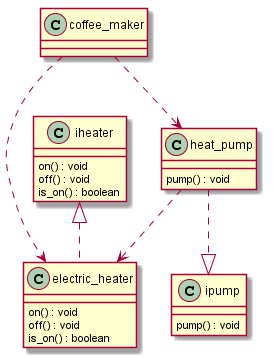 C coffee_maker
C iheater
on() : void
off() : void
is_on() : boolean
C heat_pump
pump() : void
C electric_heater
on() : void
off() : void
is_on() : boolean
C ipump
pump() : void